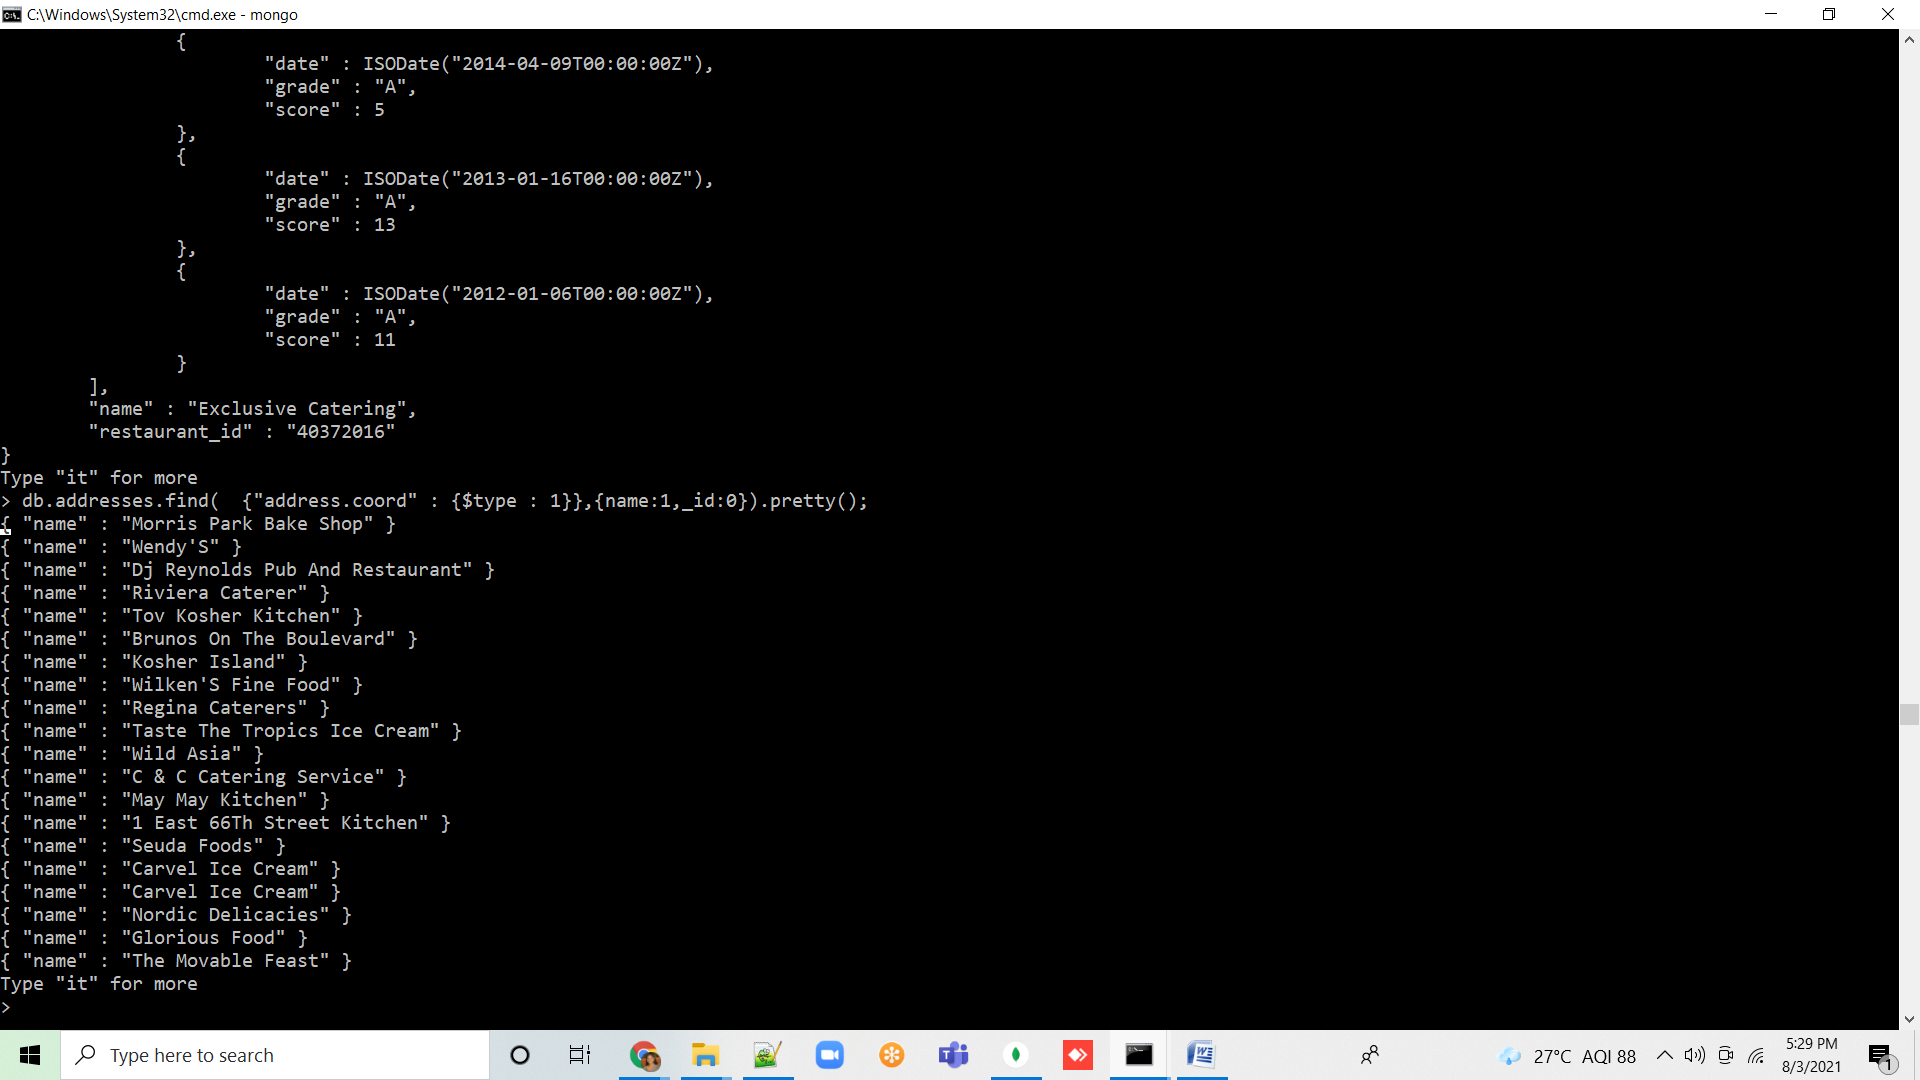 C:\Windows\System32\cmd.exe - mongo
{
"date" : ISODate("2014-04-09T00:00:00Z"),
"grade" : "A",
"score" : 5
},
{
"date" : ISODate("2013-01-16T00:00:00Z"),
"grade" : "A",
"score" : 13
},
{
"date" : ISODate("2012-01-06T00:00:00Z"),
"grade" : "A",
"score" : 11
}
],
"name" : "Exclusive Catering",
"restaurant_id" : "40372016"
}
Type "it" for more
> db.addresses.find(  {"address.coord" : {$type : 1}},{name:1,_id:0}).pretty();
{ "name" : "Morris Park Bake Shop" }
{ "name" : "Wendy'S" }
{ "name" : "Dj Reynolds Pub And Restaurant" }
{ "name" : "Riviera Caterer" }
{ "name" : "Tov Kosher Kitchen" }
{ "name" : "Brunos On The Boulevard" }
{ "name" : "Kosher Island" }
{ "name" : "Wilken'S Fine Food" }
{ "name" : "Regina Caterers" }
{ "name" : "Taste The Tropics Ice Cream" }
{ "name" : "Wild Asia" }
{ "name" : "C & C Catering Service" }
{ "name" : "May May Kitchen" }
{ "name" : "1 East 66Th Street Kitchen" }
{ "name" : "Seuda Foods" }
{ "name" : "Carvel Ice Cream" }
{ "name" : "Carvel Ice Cream" }
{ "name" : "Nordic Delicacies" }
{ "name" : "Glorious Food" }
{ "name" : "The Movable Feast" }
Type "it" for more
>
Type here to search
27°C AQI 88
5:29 PM
8/3/2021
1